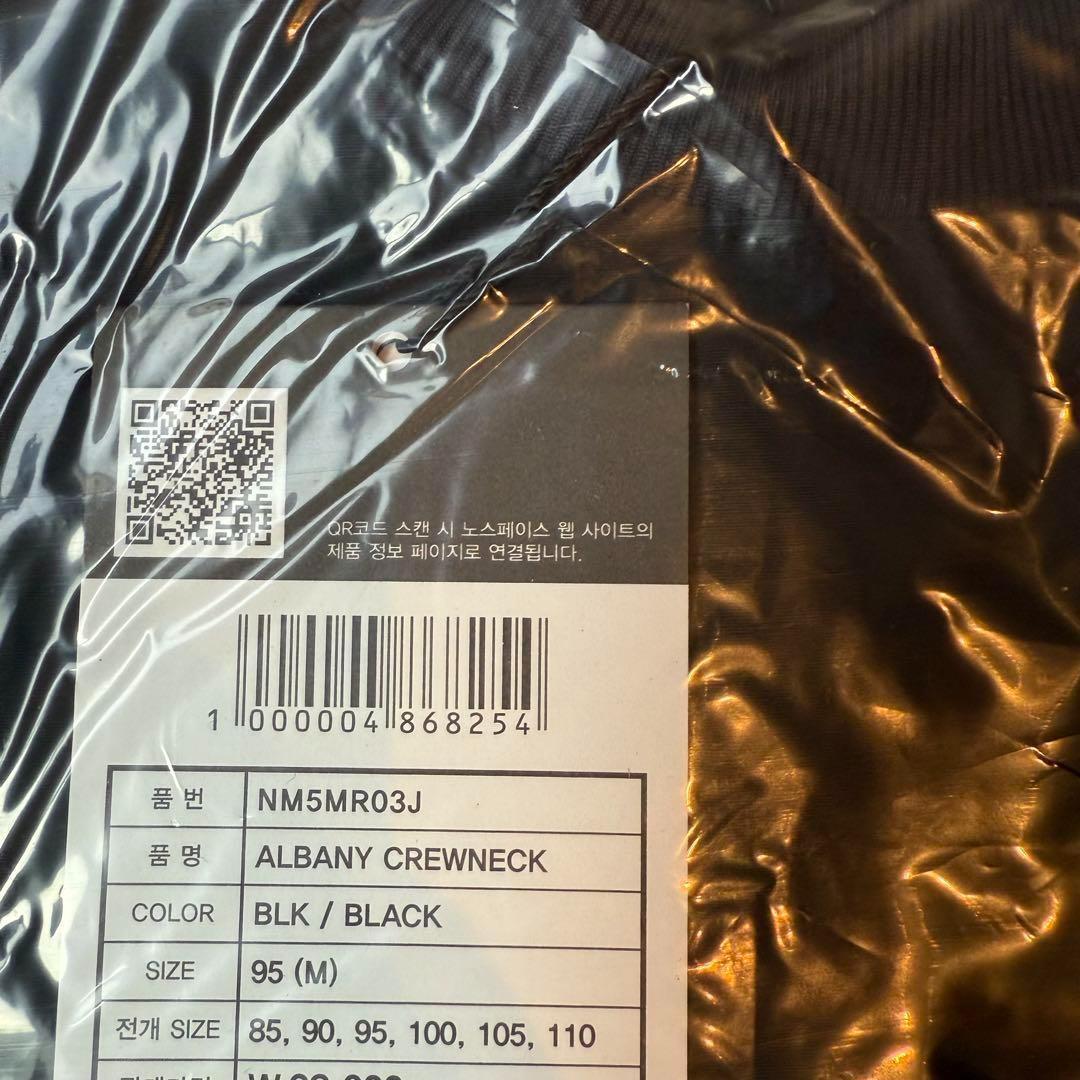 QR코드 스캔 시 노스페이스 웹 사이트의
제품 정보 페이지로 연결됩니다.
1 000004 868254
품 번 NM5MR03J
품 명 ALBANY CREWNECK
COLOR BLK / BLACK
SIZE 95 (M)
전개 SIZE 85, 90, 95, 100, 105, 110